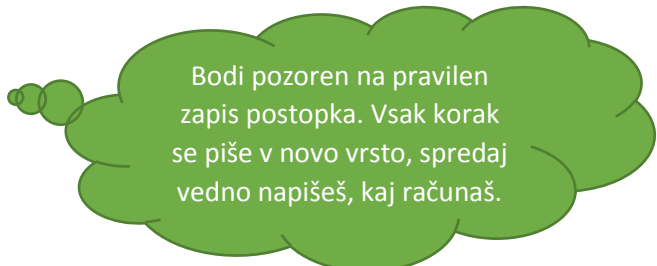 Bodi pozoren na pravilen
zapis postopka. Vsak korak
se piše v novo vrsto, spredaj
vedno napišeš, kaj računaš.